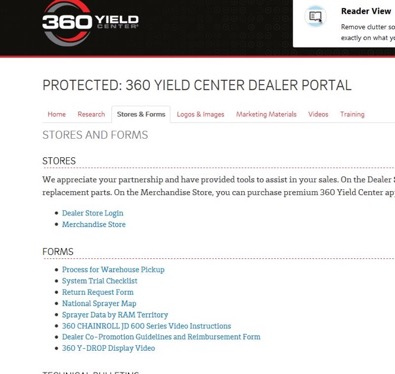 360 YIELD
CENTER
Reader View
Remove clutter so
exactly on what yo
PROTECTED: 360 YIELD CENTER DEALER PORTAL
Home Research Stores & Forms Logos & Images Marketing Materials Videos Training
STORES AND FORMS
STORES
We appreciate your partnership and have provided tools to assist in your sales. On the Dealer S
replacement parts. On the Merchandise Store, you can purchase premium 360 Yield Center ap
Dealer Store Login
Merchandise Store
FORMS
Process for Warehouse Pickup
System Trial Checklist
Return Request Form
National Sprayer Map
Sprayer Data by RAM Territory
360 CHAINROLL JD 600 Series Video Instructions
Dealer Co-Promotion Guidelines and Reimbursement Form
360 Y-DROP Display Video
TECHNICAL BULLETINS